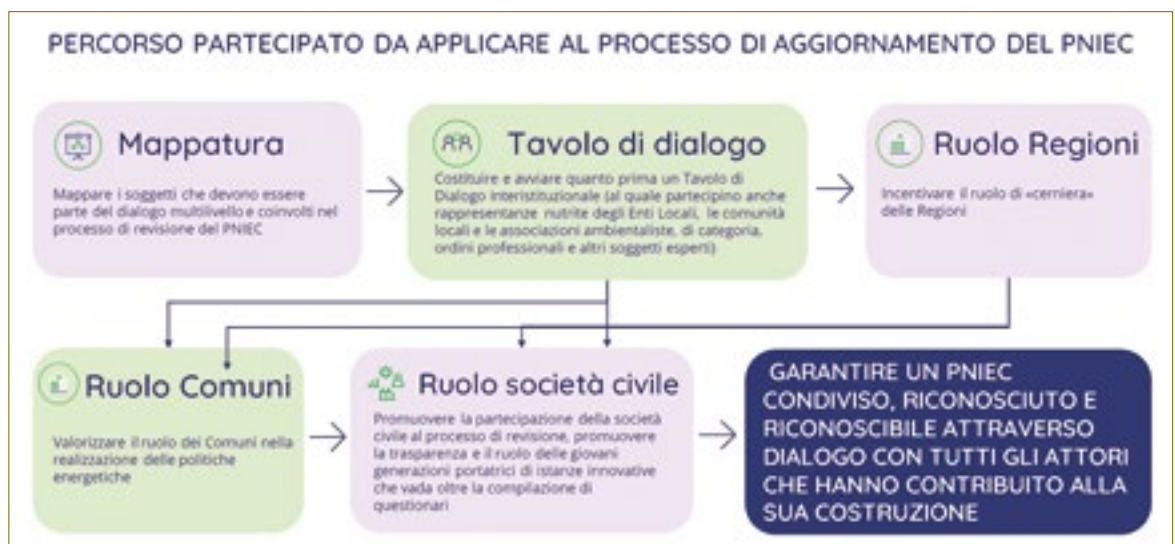 PERCORSO PARTECIPATO DA APPLICARE AL PROCESSO DI AGGIORNAMENTO DEL PNIEC
Mappatura
Mappare i soggetti che devono essere
parte del dialogo multilivello e coinvolti nel
processo di revisione del PNIEC
Tavolo di dialogo
Costituire e avviare quanto prima un Tavolo di
Dialogo Interistituzionale (al quale partecipino anche
rappresentanze nutrite degli Enti Locali, le comunità
locali e le associazioni ambientaliste, di categoria,
ordini professionali e altri soggetti esperti)
Ruolo Regioni
Incentivare il ruolo di «cerniera»
delle Regioni
Ruolo Comuni
Valorizzare il ruolo dei Comuni nella
realizzazione delle politiche
energetiche
Ruolo società civile
Promuovere la partecipazione della società
civile al processo di revisione, promuovere
la trasparenza e il ruolo delle giovani
generazioni portatrici di istanze innovative
che vada oltre la compilazione di
questionari
GARANTIRE UN PNIEC
CONDIVISO, RICONOSCIUTO E
RICONOSCIBILE ATTRAVERSO
DIALOGO CON TUTTI GLI ATTORI
CHE HANNO CONTRIBUITO ALLA
SUA COSTRUZIONE